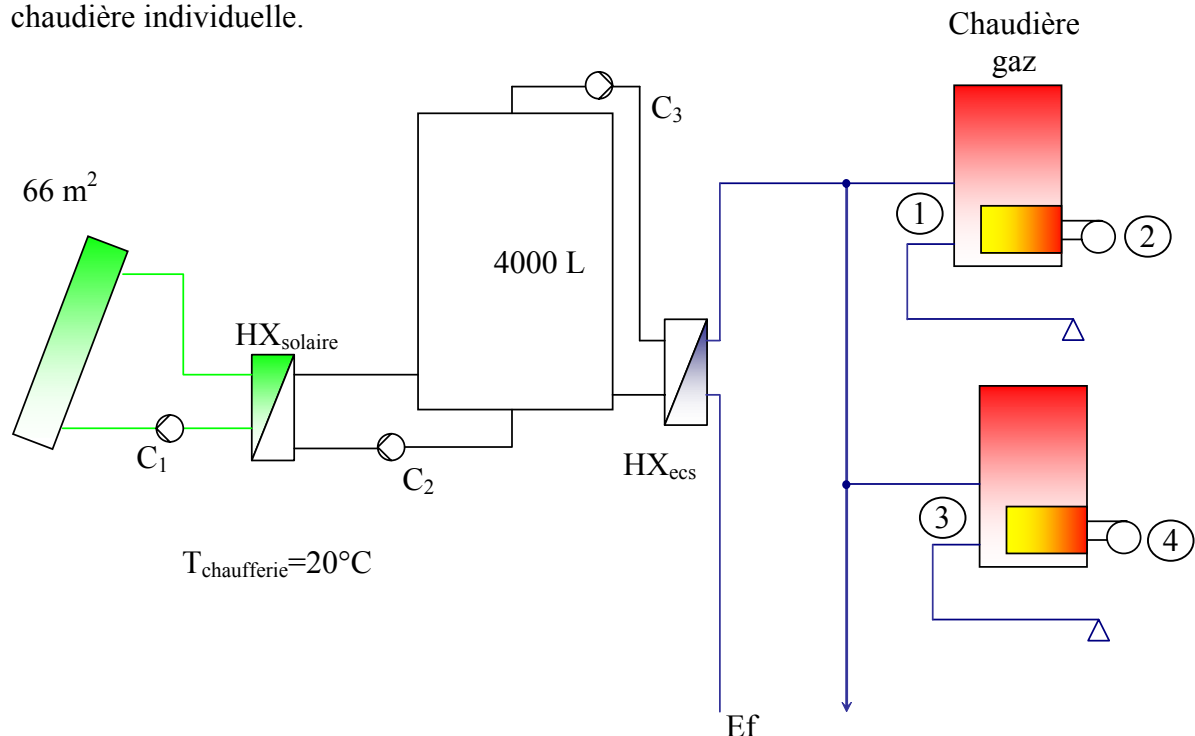 chaudière individuelle.
Chaudière
gaz
C₃
66 m²
1
2
4000 L
HXsolaire
C₁
C₂
HXecs
3
4
Tchaufferie=20°C
Ef